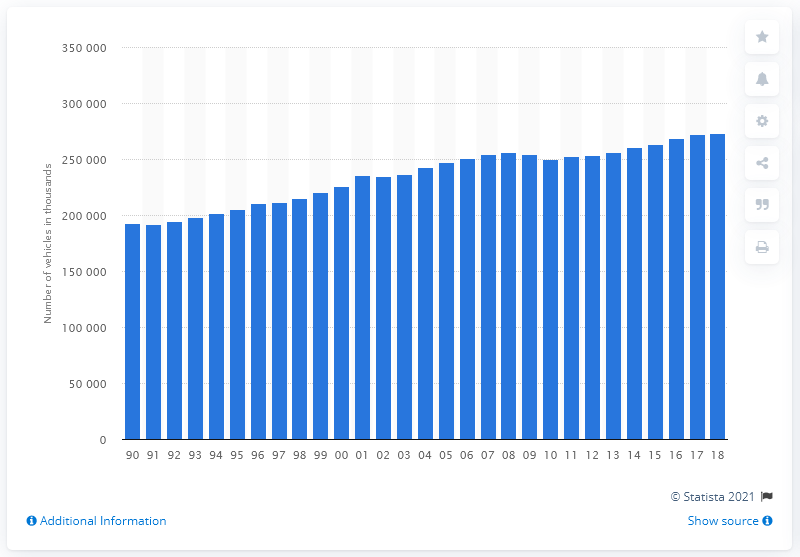 350 000
300 000
250 000
200 000
150 000
100 000
50 000
0
Number of vehicles in thousands
90 91 92 93 94 95 96 97 98 99 00 01 02 03 04 05 06 07 08 09 10 11 12 13 14 15 16 17 18
© Statista 2021
Additional Information
Show source